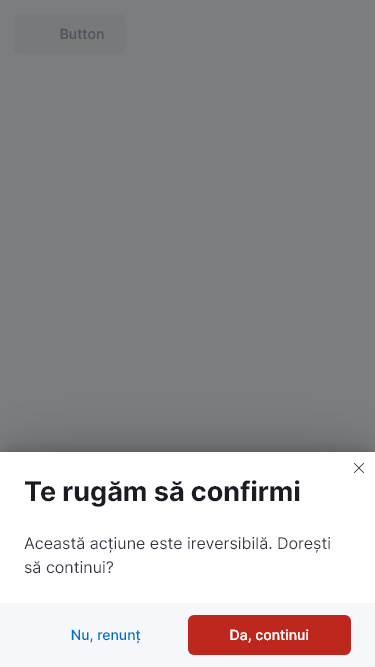 Button
Te rugăm să confirmi
Această acțiune este ireversibilă. Dorești
să continui?
Nu, renunț
Da, continui